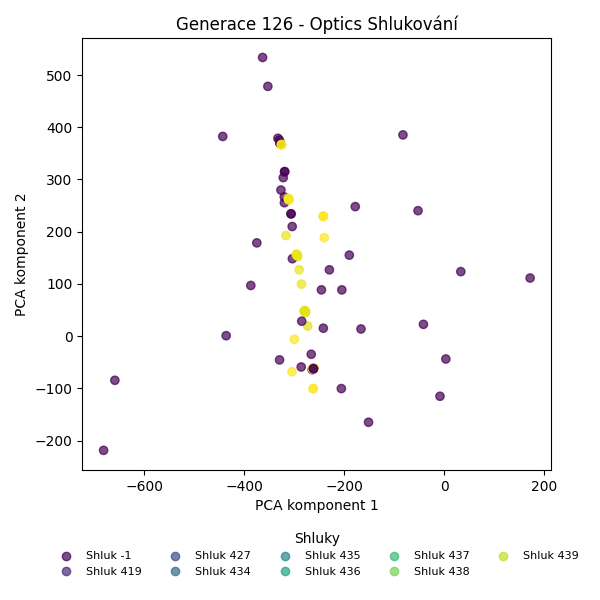 Generace 126 - Optics Shlukování
500
400
300
200
100
0
−100
−200
PCA komponent 2
−600
−400
−200
0
200
PCA komponent 1
Shluky
Shluk -1
Shluk 427
Shluk 435
Shluk 437
Shluk 439
Shluk 419
Shluk 434
Shluk 436
Shluk 438